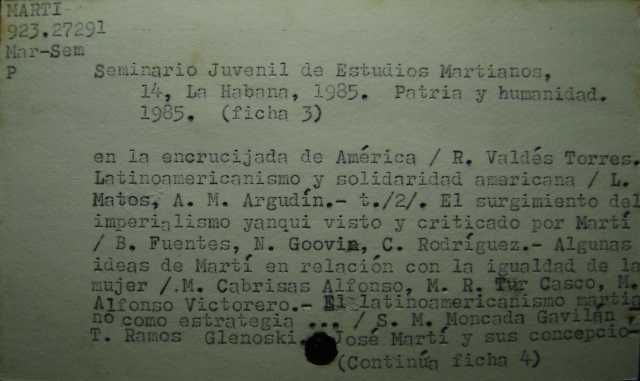 MARTI
923.27291
Mar-Sem
P Seminario Juvenil de Estudios Martianos,
14, La Habana, 1985. Patria y humanidad.
1985. (ficha 3)
en la encrucijada de América / R. Valdés Torres.
Latinoamericanismo y solidaridad americana / L.
Matos, A. M. Argudín.- t./2/. El surgimiento del
imperialismo yanqui visto y criticado por Martí
/ B. Fuentes, N. Goovin, C. Rodríguez.- Algunas
ideas de Martí en relación con la igualdad de la
mujer /.M. Cabrisas Alfonso, M. R. Tur Casco, M.
Alfonso Victorero.- El latinoamericanismo martia
no como estrategia ... / S. M. Moncada Gavilán,
T. Ramos Glenoski. José Martí y sus concepcio-
(Continúa ficha 4)